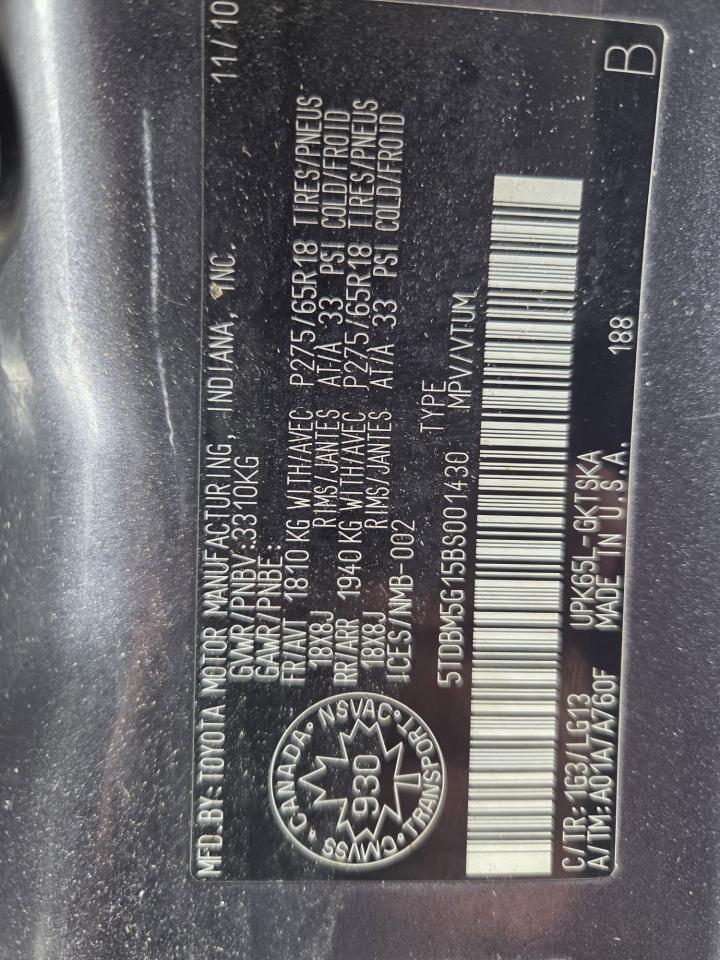 MFD. BY: TOYOTA MOTOR MANUFACTURING, INDIANA, INC. 11/10
GVWR/PNBV:3310KG
GAWR/PNBE:
FR/AV 1810 KG WITH/AVEC P275/65R18 TIRES/PNEUS
18X8J RIMS/JANTES AT/A 33 PSI COLD/FROID
RR/ARR 1940 KG WITH/AVEC P275/65R18 TIRES/PNEUS
18X8J RIMS/JANTES AT/A 33 PSI COLD/FROID
ICES/NMB-002
CANADA · NSVAC · TRANSPORT · CMVSS ·
930
TYPE
5TDBM5G15BS001430 MPV/VTUM
C/TR: 1G3/LG13 UPK65L-GKTSKA
A/TM: A01A/A760F MADE IN U.S.A. 188 B